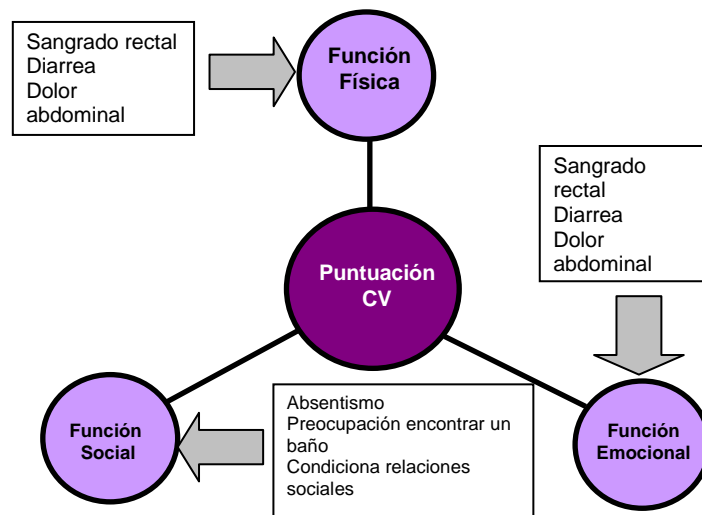 Sangrado rectal
Diarrea
Dolor
abdominal
Función
Física
Sangrado
rectal
Diarrea
Dolor
abdominal
Puntuación
CV
Absentismo
Preocupación encontrar un
baño
Condiciona relaciones
sociales
Función
Social
Función
Emocional